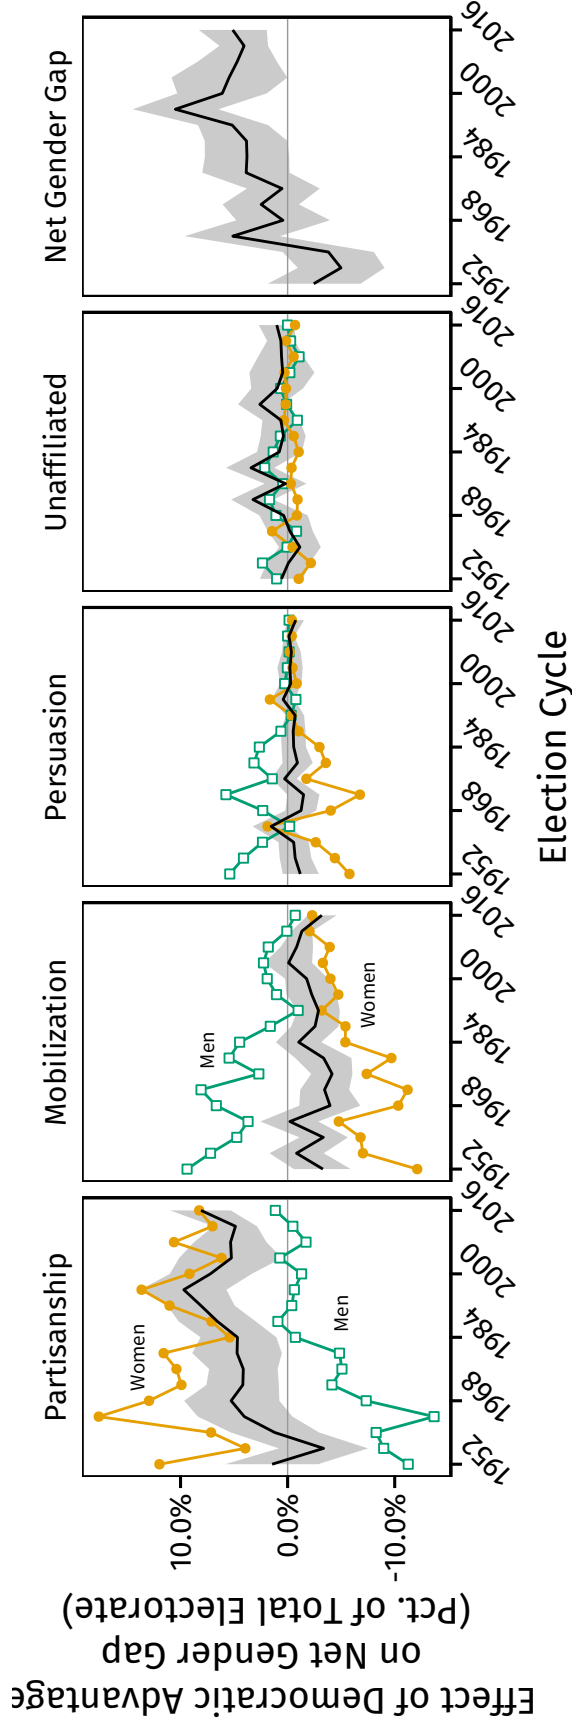 Effect of Democratic Advantage
on Net Gender Gap
(Pct. of Total Electorate)
10.0%
0.0%
-10.0%
Partisanship
Women
Men
1952
1968
1984
2000
2016
Mobilization
Men
Women
1952
1968
1984
2000
2016
Persuasion
1952
1968
1984
2000
2016
Unaffiliated
1952
1968
1984
2000
2016
Net Gender Gap
1952
1968
1984
2000
2016
Election Cycle